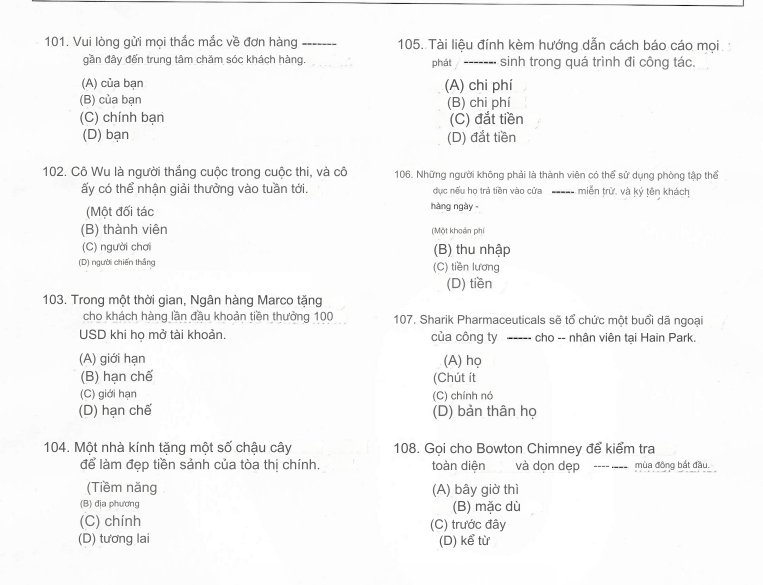 101. Vui lòng gửi mọi thắc mắc về đơn hàng -------
gần đây đến trung tâm chăm sóc khách hàng.
(A) của bạn
(B) của bạn
(C) chính bạn
(D) bạn
102. Cô Wu là người thắng cuộc trong cuộc thi, và cô
ấy có thể nhận giải thưởng vào tuần tới.
(Một đối tác
(B) thành viên
(C) người chơi
(D) người chiến thắng
103. Trong một thời gian, Ngân hàng Marco tặng
cho khách hàng lần đầu khoản tiền thưởng 100
USD khi họ mở tài khoản.
(A) giới hạn
(B) hạn chế
(C) giới hạn
(D) hạn chế
104. Một nhà kính tặng một số chậu cây
để làm đẹp tiền sảnh của tòa thị chính.
(Tiềm năng
(B) địa phương
(C) chính
(D) tương lai
105. Tài liệu đính kèm hướng dẫn cách báo cáo mọi
phát ------- sinh trong quá trình đi công tác.
(A) chi phí
(B) chi phí
(C) đắt tiền
(D) đắt tiền
106. Những người không phải là thành viên có thể sử dụng phòng tập thể
dục nếu họ trả tiền vào cửa ------ miễn trừ. và ký tên khách
hàng ngày -
(Một khoản phí
(B) thu nhập
(C) tiền lương
(D) tiền
107. Sharik Pharmaceuticals sẽ tổ chức một buổi dã ngoại
của công ty ------ cho -- nhân viên tại Hain Park.
(A) họ
(Chút ít
(C) chính nó
(D) bản thân họ
108. Gọi cho Bowton Chimney để kiểm tra
toàn diện và dọn dẹp ---- ---- mùa đông bắt đầu.
(A) bây giờ thì
(B) mặc dù
(C) trước đây
(D) kể từ